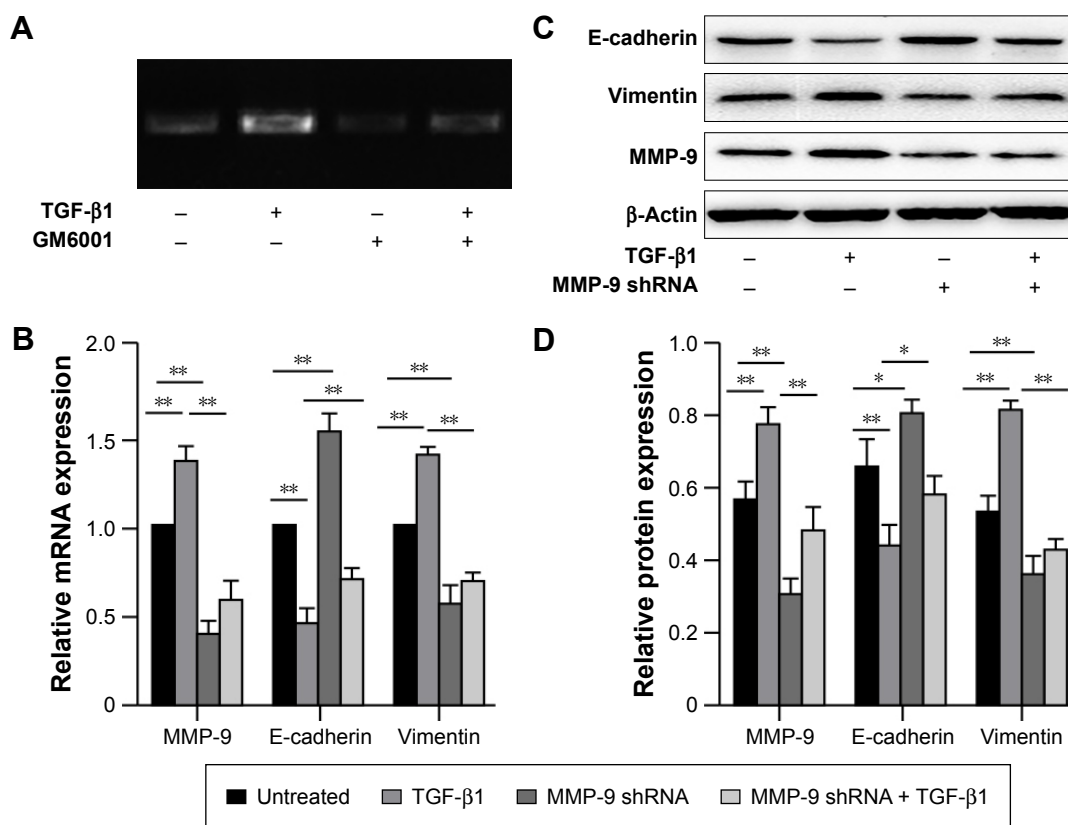 A
TGF-β1 – + – +
GM6001 – – + +
B
Relative mRNA expression
2.0
1.5
1.0
0.5
0
** ** **
** ** ** **
** ** **
MMP-9 E-cadherin Vimentin
C
E-cadherin
Vimentin
MMP-9
β-Actin
TGF-β1 – + – +
MMP-9 shRNA – – + +
D
Relative protein expression
1.0
0.8
0.6
0.4
0.2
0
** ** **
* * **
** ** **
MMP-9 E-cadherin Vimentin
Untreated TGF-β1 MMP-9 shRNA MMP-9 shRNA + TGF-β1